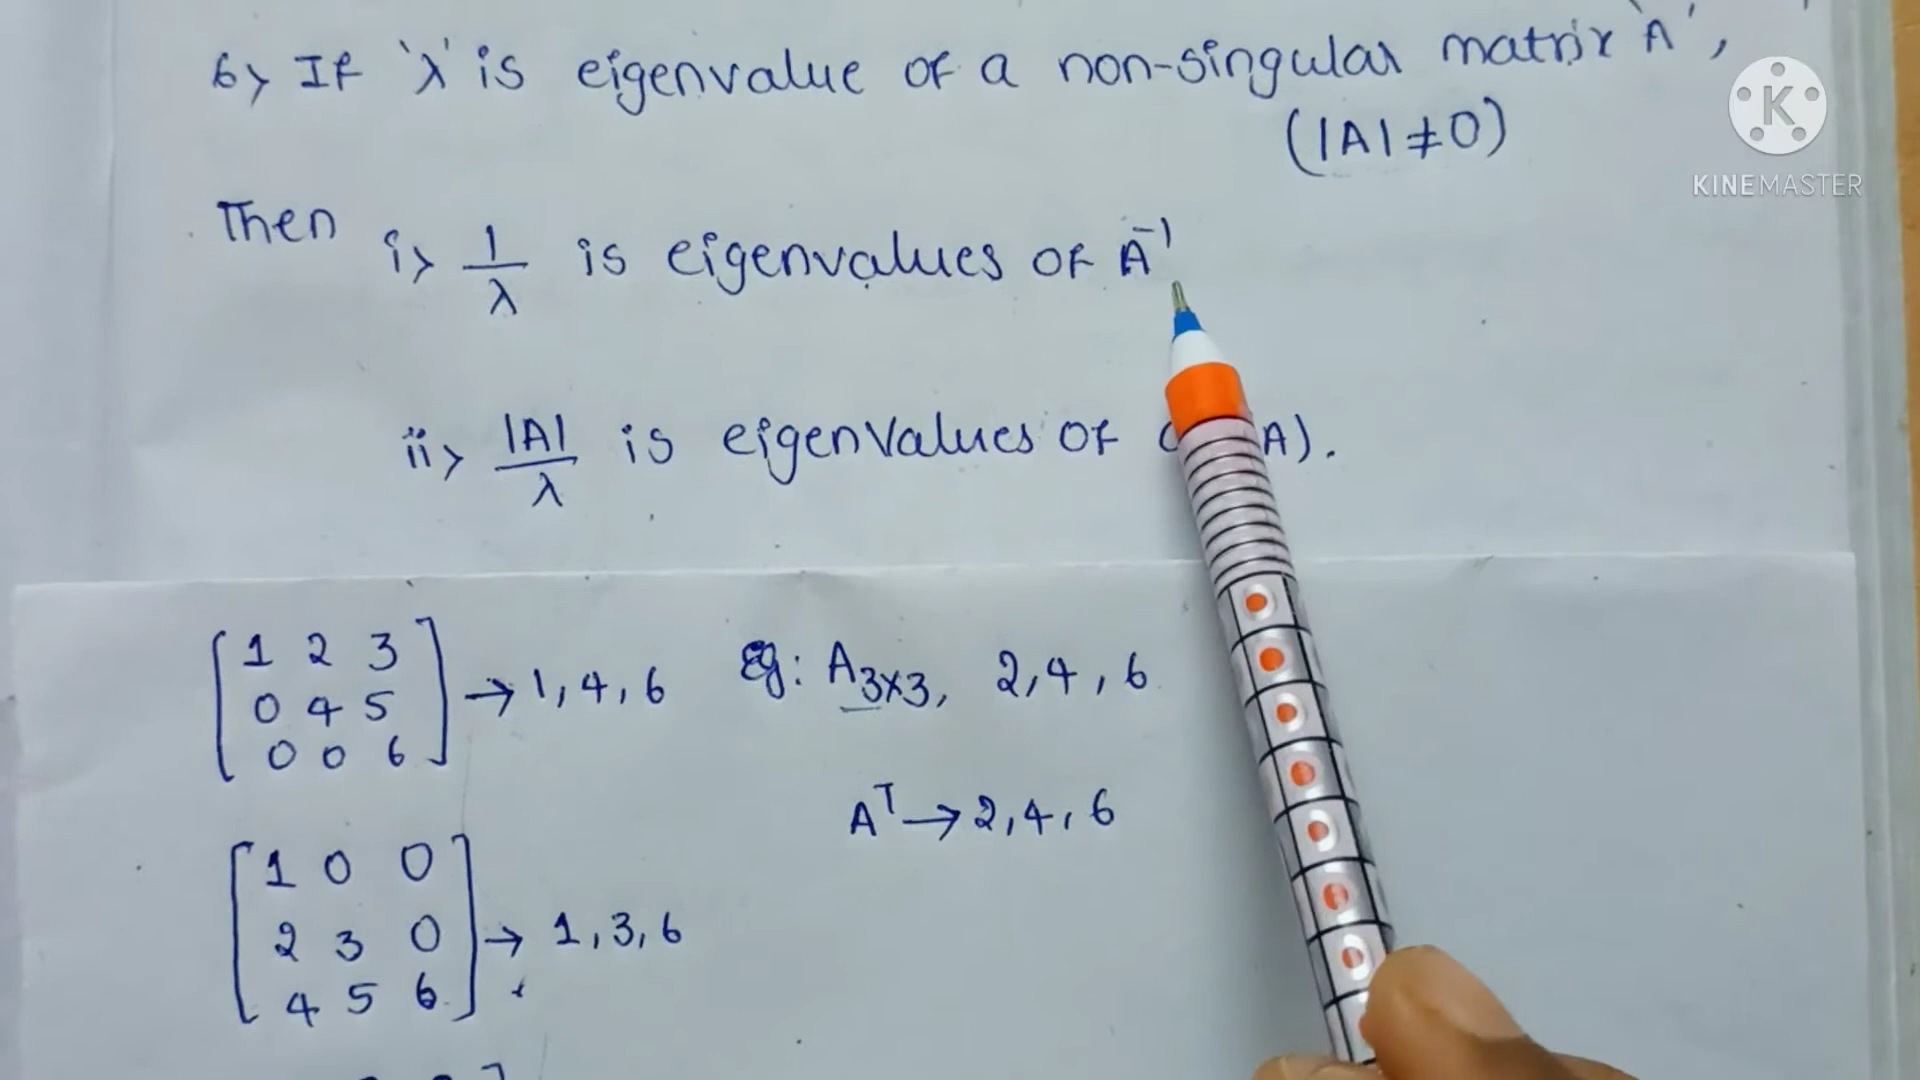 6> If 'λ' is eigenvalue of a non-singular matrix 'A',
(|A| ≠ 0)
K
KINEMASTER
Then i> 1/λ is eigenvalues of A⁻¹
ii> |A|/λ is eigenvalues of A).
[1 2 3
0 4 5
0 0 6] → 1, 4, 6
Eg: A₃ₓ₃, 2, 4, 6
Aᵀ → 2, 4, 6
[1 0 0
2 3 0
4 5 6] → 1, 3, 6